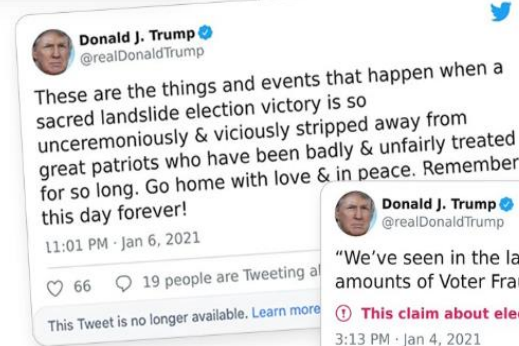 Donald J. Trump
@realDonaldTrump
These are the things and events that happen when a
sacred landslide election victory is so
unceremoniously & viciously stripped away from
great patriots who have been badly & unfairly treated
for so long. Go home with love & in peace. Remember
this day forever!
11:01 PM · Jan 6, 2021
66 19 people are Tweeting
This Tweet is no longer available. Learn more
Donald J. Trump
@realDonaldTrump
“We’ve seen in the
amounts of Voter
This claim about
3:13 PM · Jan 4, 2021